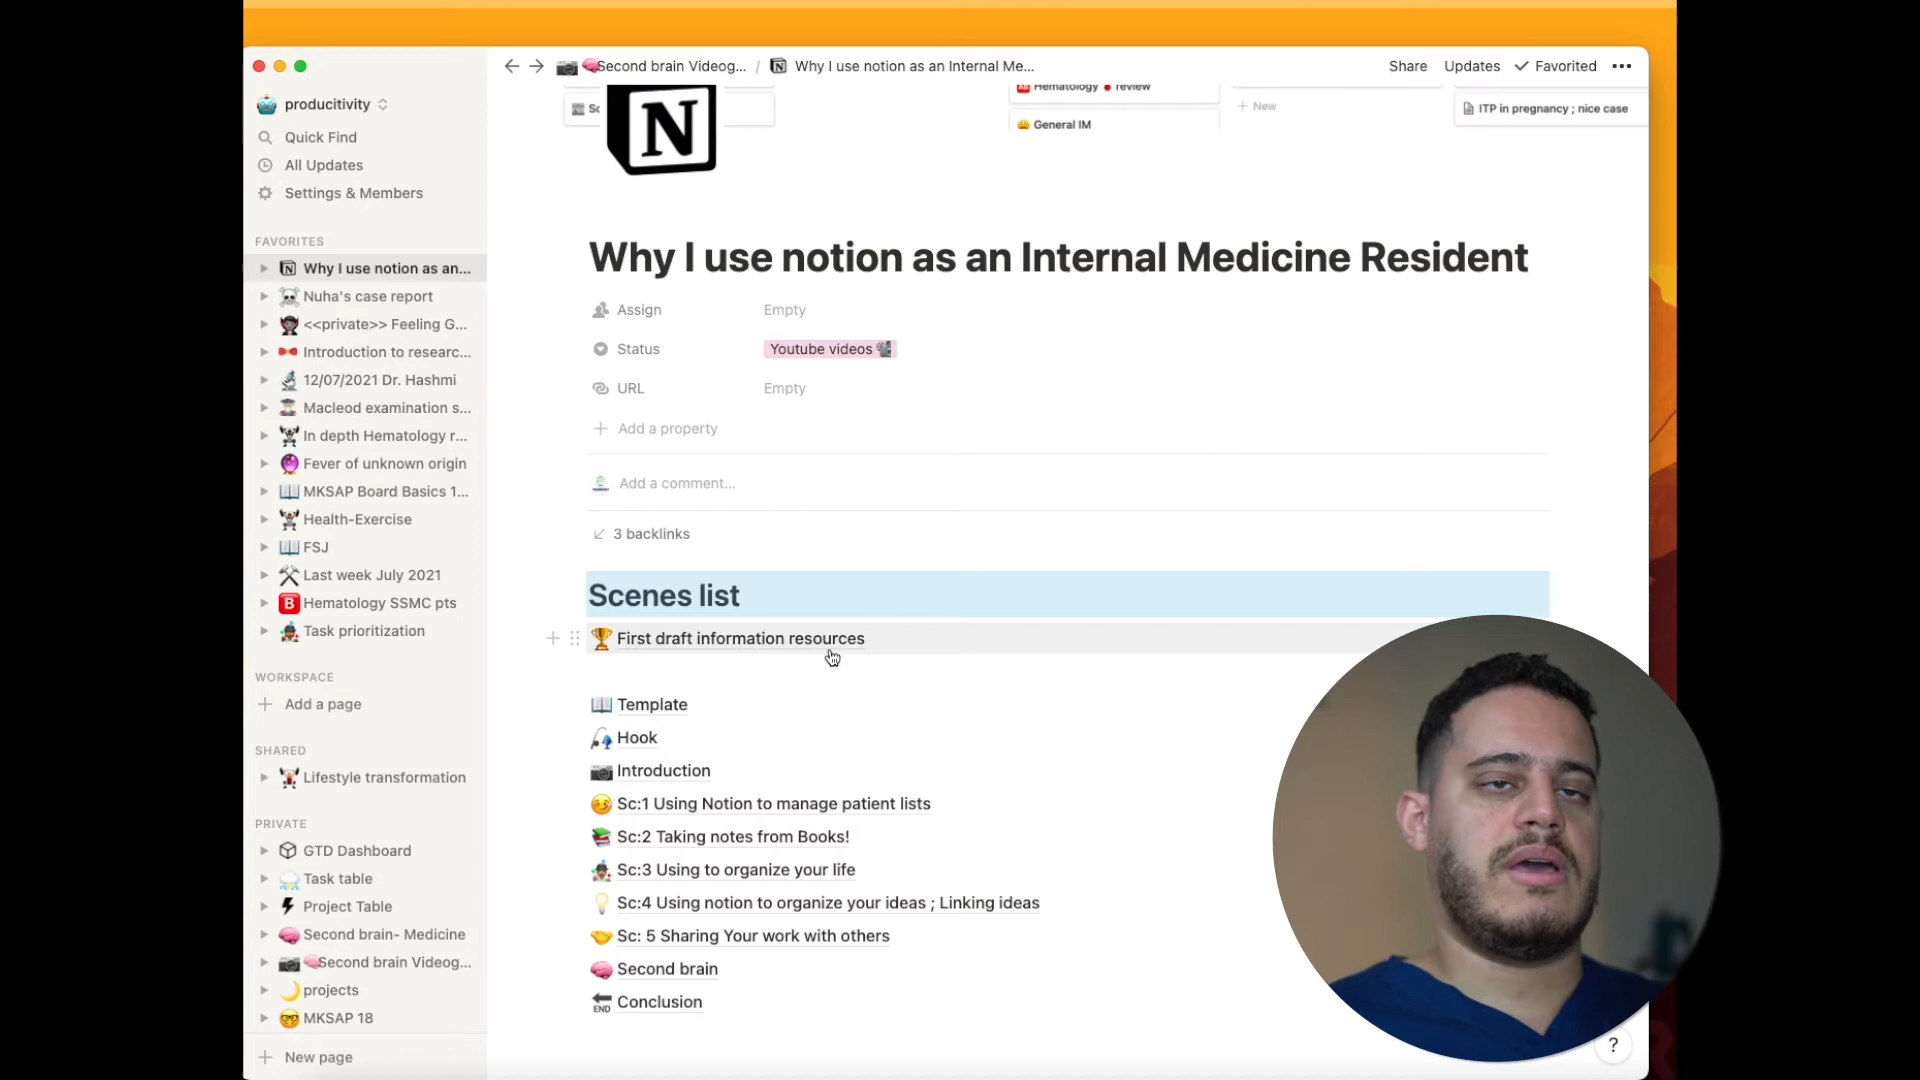 Second brain Videog... / Why I use notion as an Internal Me...
Share Updates Favorited
producitivity
Quick Find
All Updates
Settings & Members
FAVORITES
Why I use notion as an...
Nuha's case report
<<private>> Feeling G...
Introduction to researc...
12/07/2021 Dr. Hashmi
Macleod examination s...
In depth Hematology r...
Fever of unknown origin
MKSAP Board Basics 1...
Health-Exercise
FSJ
Last week July 2021
B Hematology SSMC pts
Task prioritization
WORKSPACE
Add a page
SHARED
Lifestyle transformation
PRIVATE
GTD Dashboard
Task table
Project Table
Second brain- Medicine
Second brain Videog...
projects
MKSAP 18
New page
Sc
N
Hematology review
General IM
+ New
ITP in pregnancy ; nice case
Why I use notion as an Internal Medicine Resident
Assign Empty
Status Youtube videos
URL Empty
Add a property
Add a comment...
3 backlinks
Scenes list
First draft information resources
Template
Hook
Introduction
Sc:1 Using Notion to manage patient lists
Sc:2 Taking notes from Books!
Sc:3 Using to organize your life
Sc:4 Using notion to organize your ideas ; Linking ideas
Sc: 5 Sharing Your work with others
Second brain
END Conclusion
?